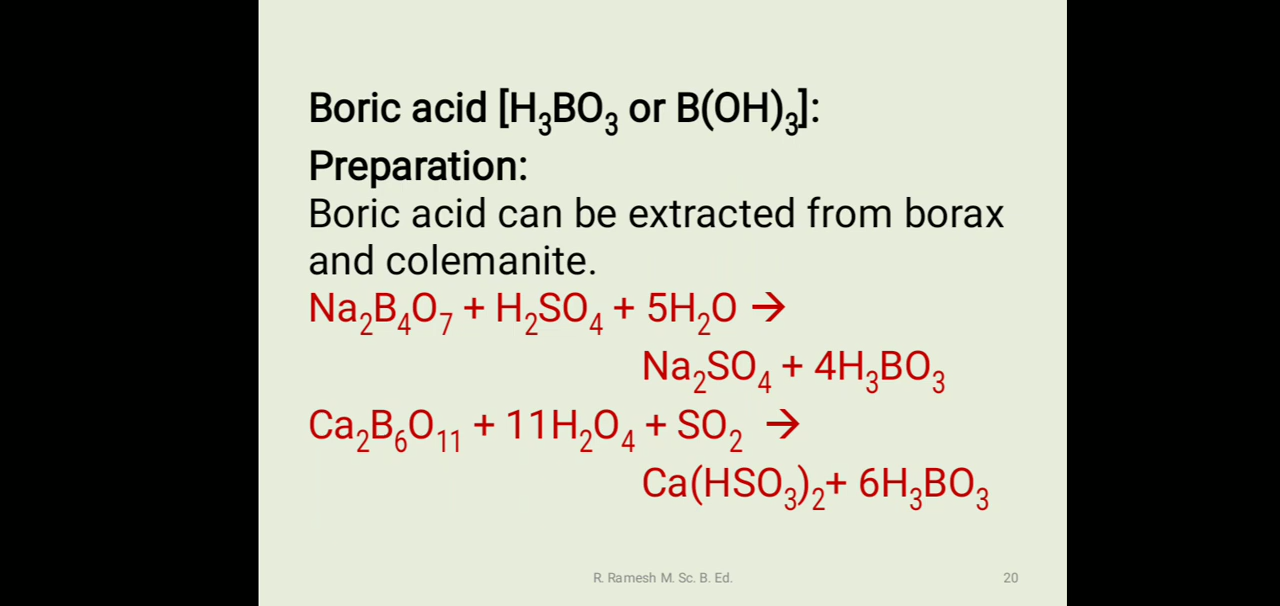 Boric acid [H₃BO₃ or B(OH)₃]:
Preparation:
Boric acid can be extracted from borax
and colemanite.
Na₂B₄O₇ + H₂SO₄ + 5H₂O →
Na₂SO₄ + 4H₃BO₃
Ca₂B₆O₁₁ + 11H₂O₄ + SO₂ →
Ca(HSO₃)₂+ 6H₃BO₃
R. Ramesh M. Sc. B. Ed.
20